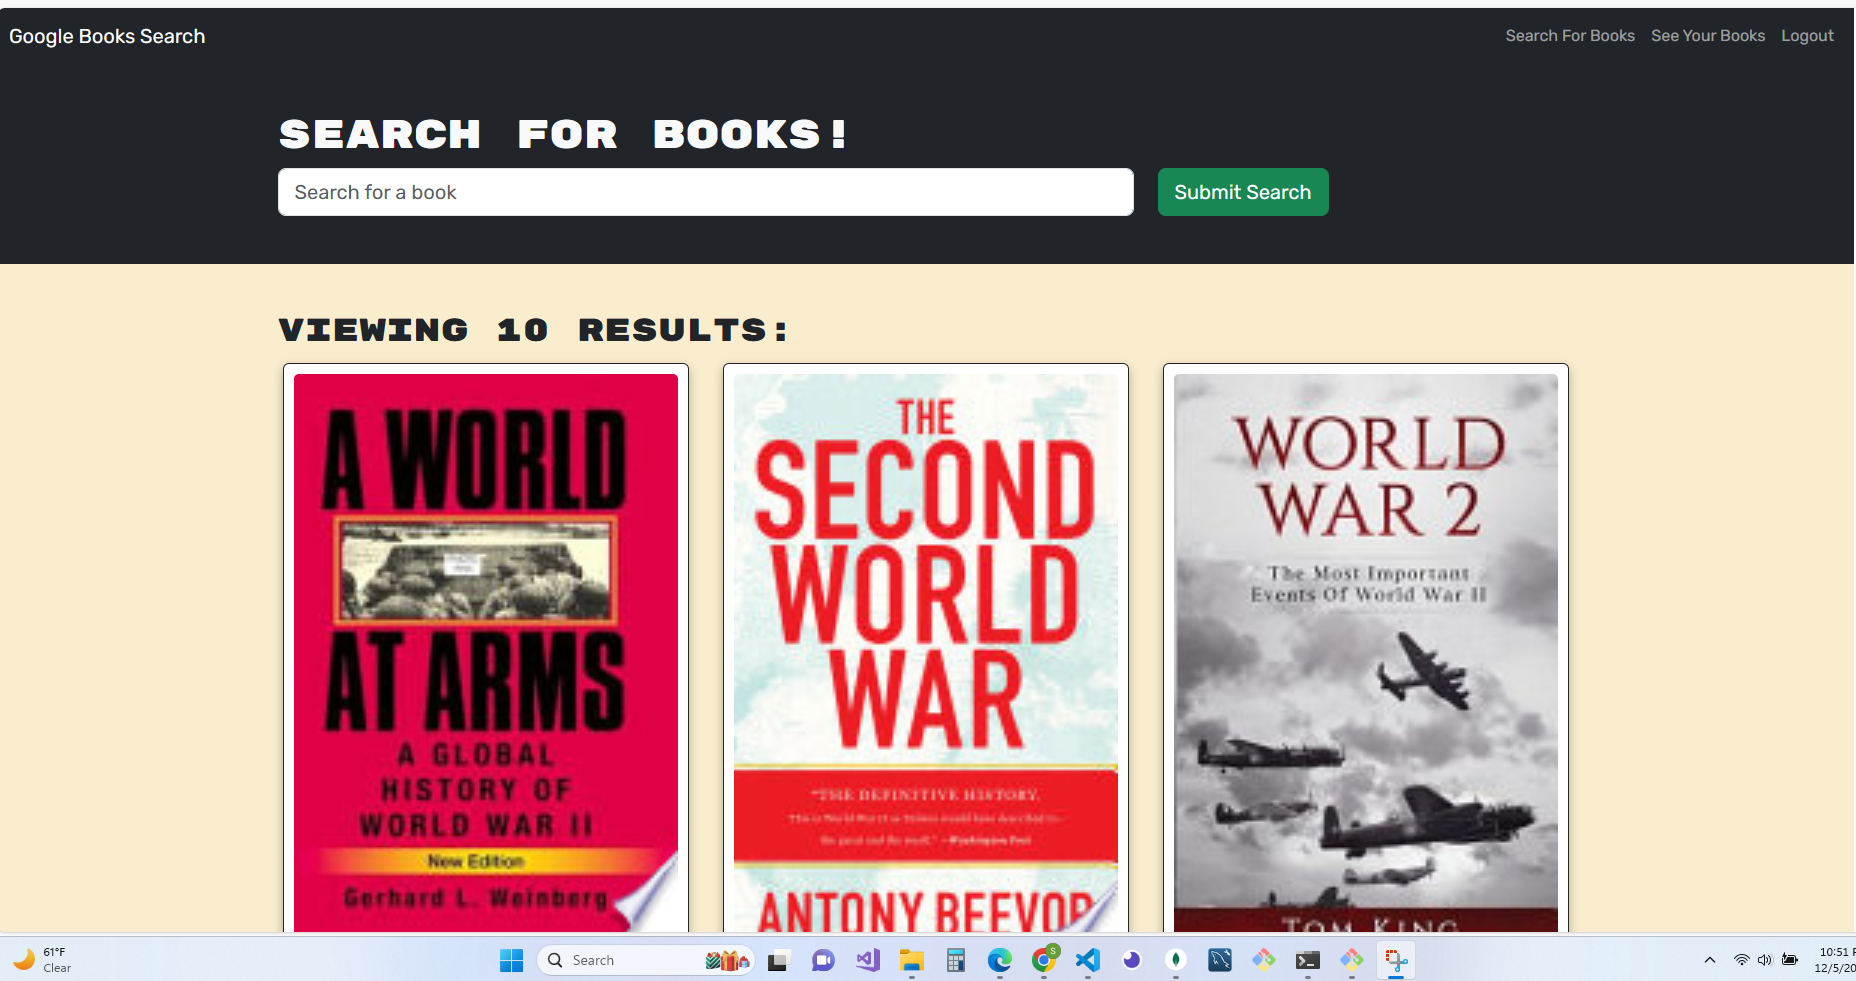 Google Books Search
Search For Books
See Your Books
Logout
SEARCH FOR BOOKS!
Search for a book
Submit Search
VIEWING 10 RESULTS:
A WORLD
AT ARMS
A GLOBAL
HISTORY OF
WORLD WAR II
New Edition
Gerhard L. Weinberg
THE
SECOND
WORLD
WAR
"THE DEFINITIVE HISTORY.
—Washington Post
ANTONY BEEVOR
WORLD
WAR 2
The Most Important
Events Of World War II
TOM KING
61°F
Clear
Search
S
10:51 P
12/5/20